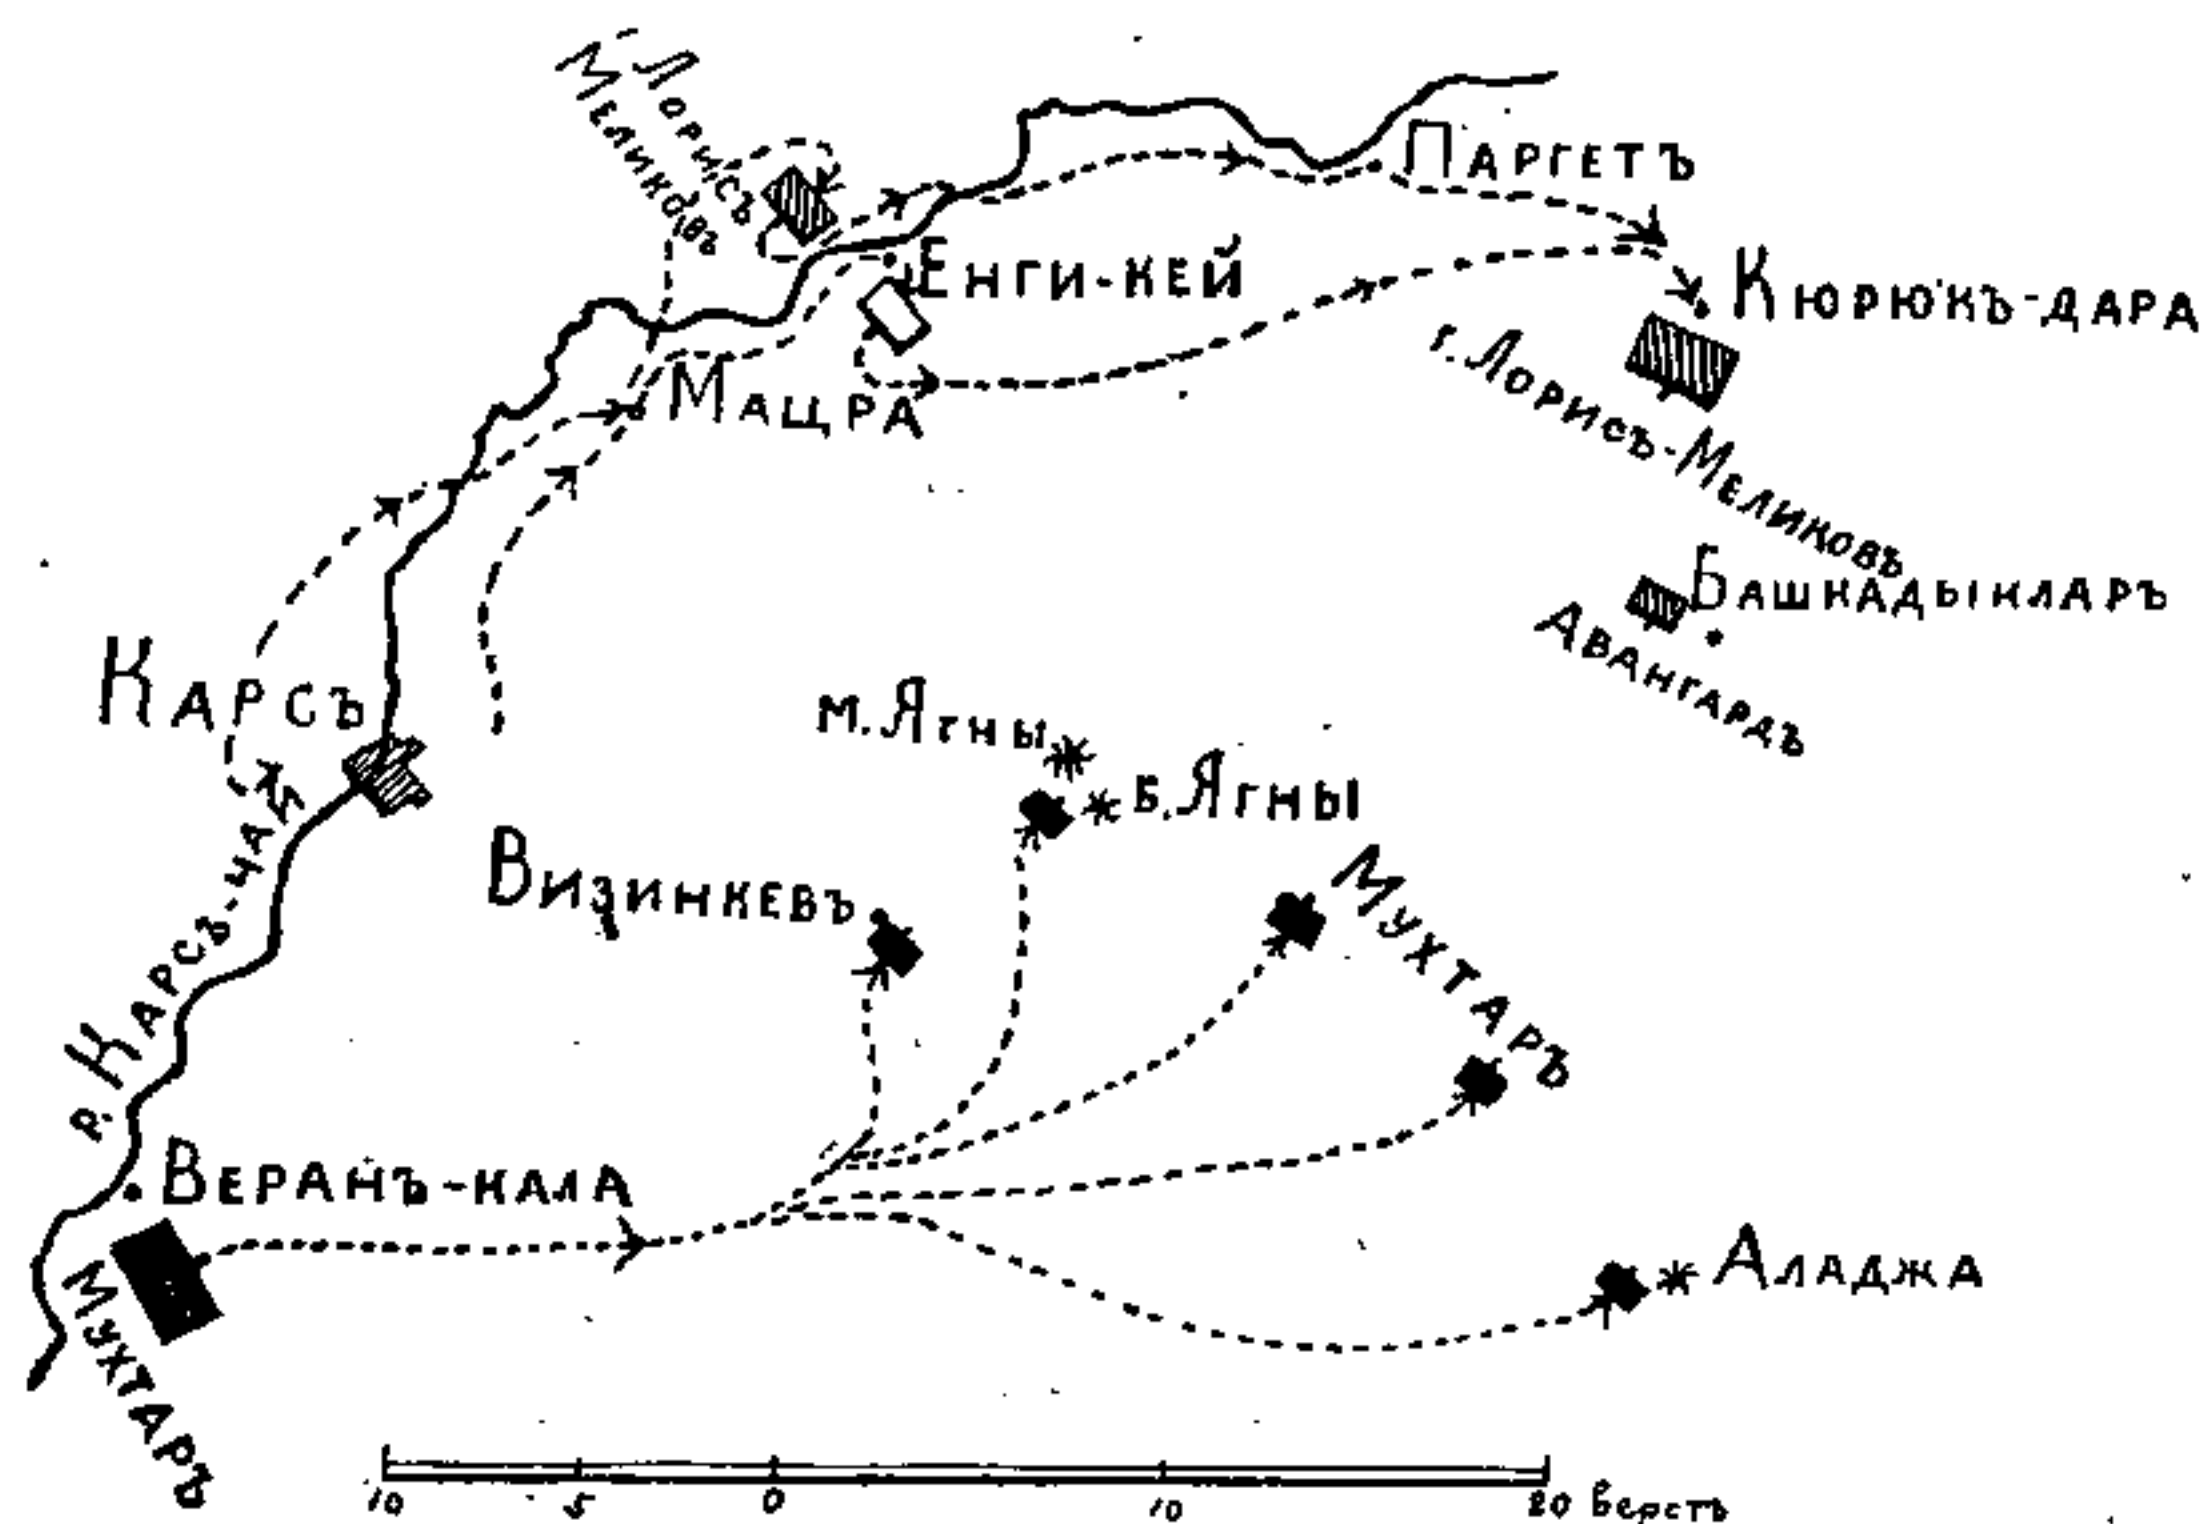 Лорисъ-
Меликовъ
Паргетъ
Енги-кей
Кюрюкъ-дара
г. Лорисъ-Меликовъ
Мацра
Башкадыкларъ
Авангардъ
Карсъ
м. Ягны
Б. Ягны
Визинкевъ
Мухтаръ
р. Карсъ-чай
Веранъ-кала
Мухтаръ
Аладжа
10 5 0 10 20 верстъ